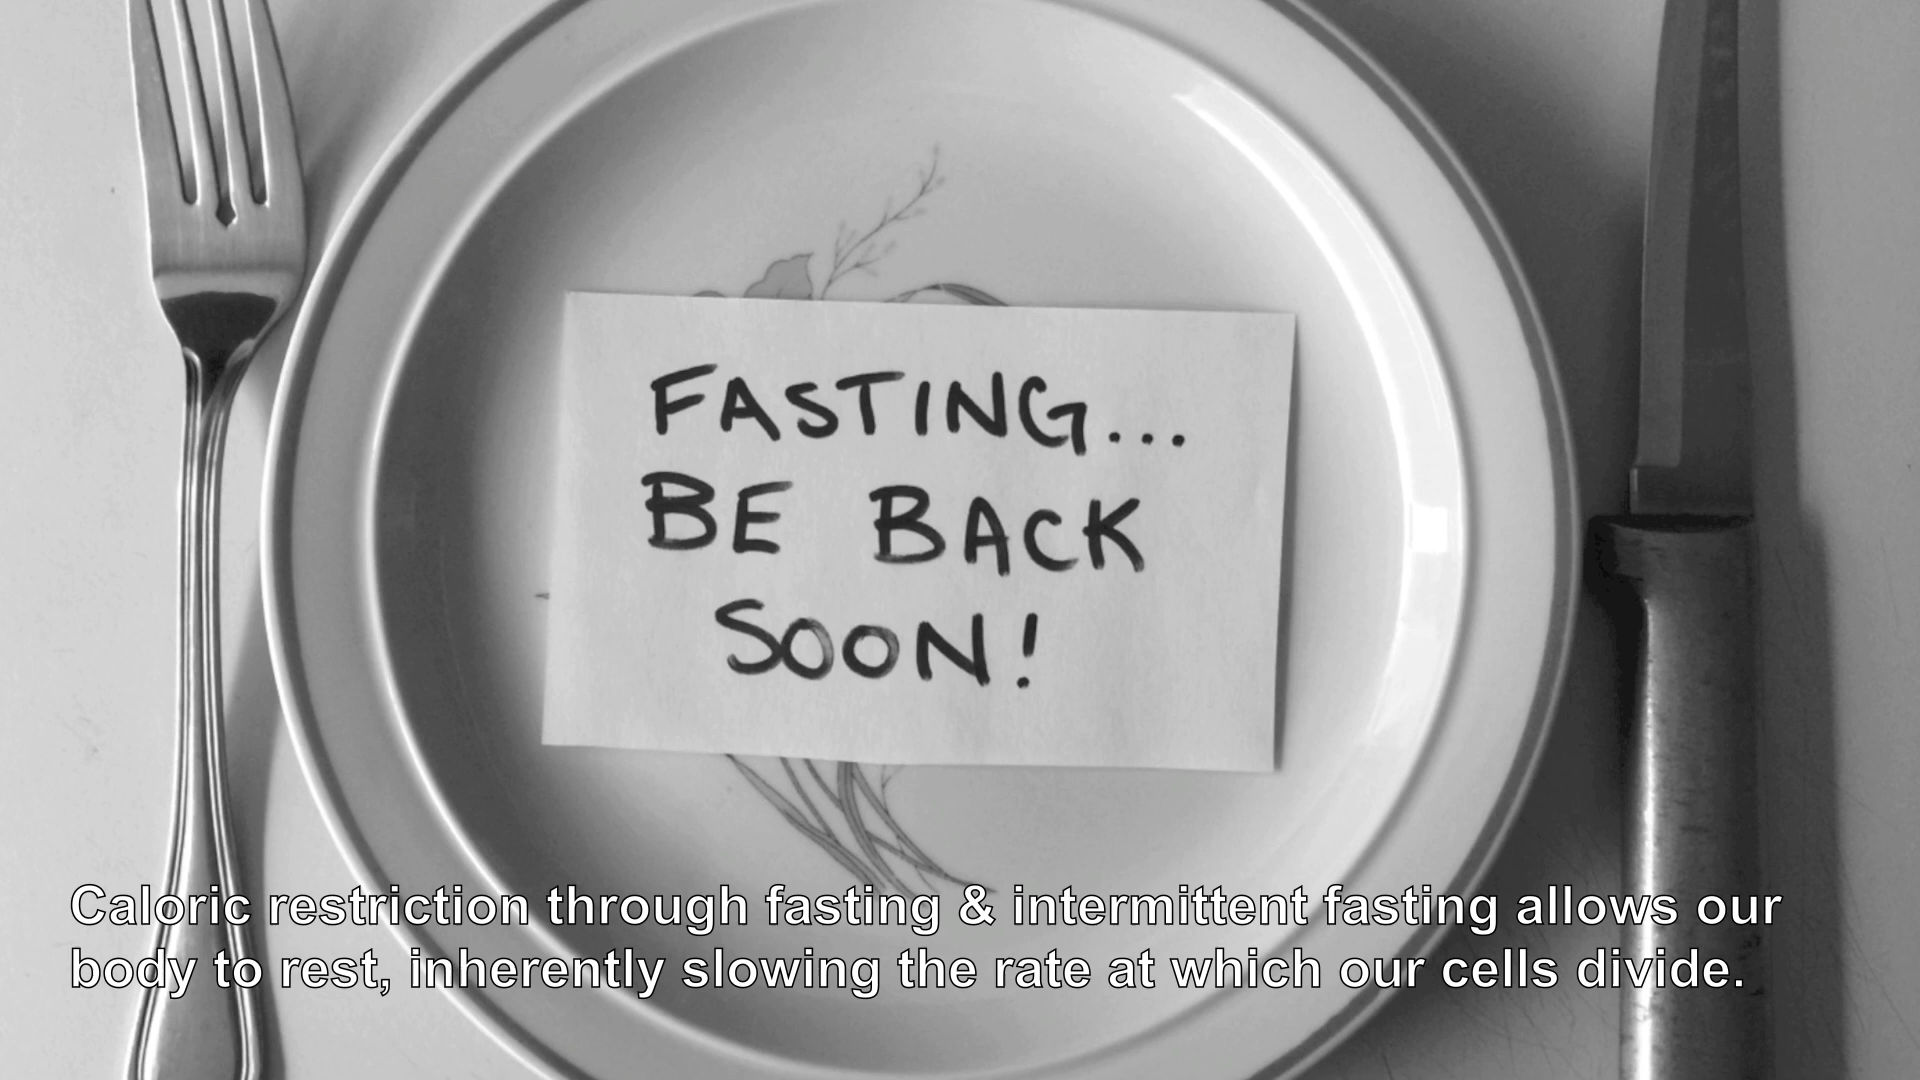 FASTING...
BE BACK
SOON!
Caloric restriction through fasting & intermittent fasting allows our
body to rest, inherently slowing the rate at which our cells divide.